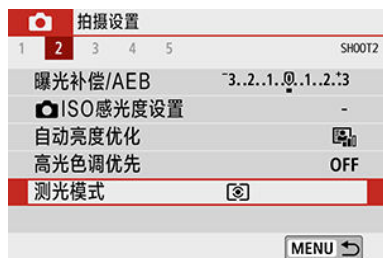 拍摄设置
1 2 3 4 5 SHOOT2
曝光补偿/AEB -3..2..1..0..1..2.+3
ISO感光度设置 -
自动亮度优化
高光色调优先 OFF
测光模式
MENU